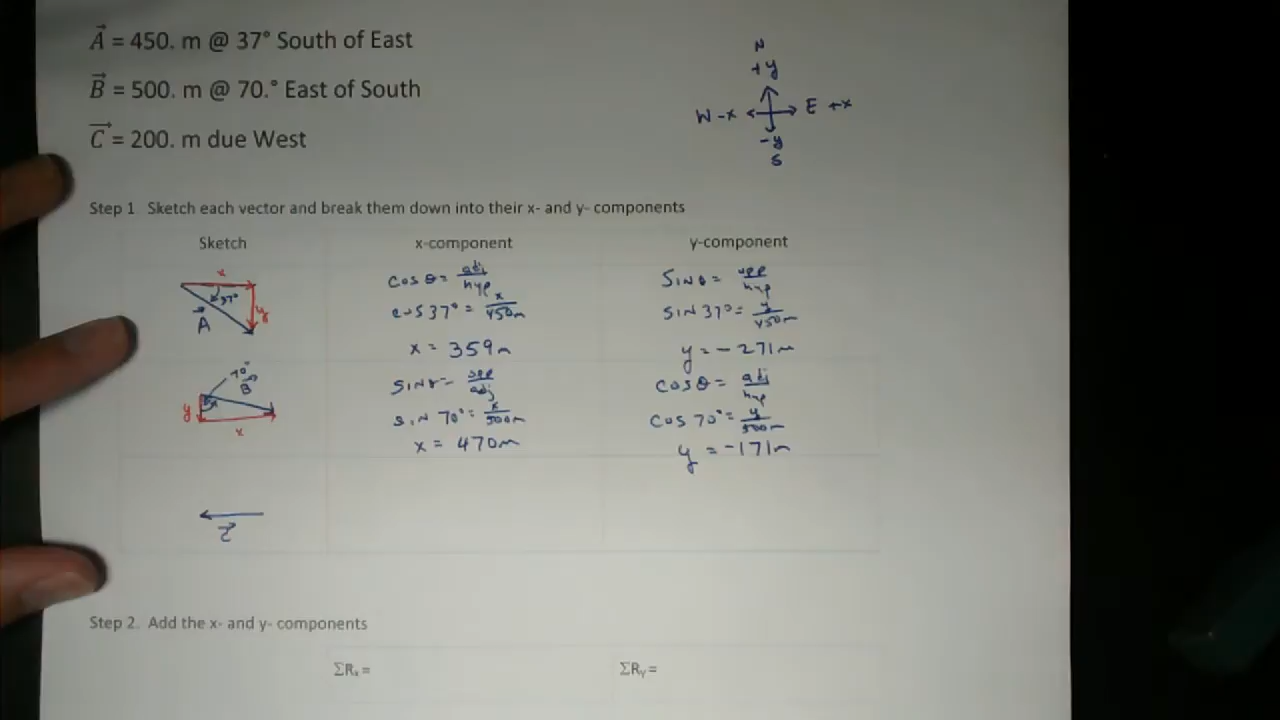 A⃗ = 450. m @ 37° South of East
N
+y
B⃗ = 500. m @ 70.° East of South
W -x E +x
C⃗ = 200. m due West
-y
S
Step 1 Sketch each vector and break them down into their x- and y- components
Sketch x-component y-component
x
37°
y
A⃗
cos θ = adj/hyp
cos 37° = x/450m
x = 359m
sin θ = opp/hyp
sin 37° = y/450m
y = -271m
70°
B⃗
y
x
sin θ = opp/adj
sin 70° = x/500m
x = 470m
cos θ = adj/hyp
cos 70° = y/500m
y = -171m
C⃗
Step 2. Add the x- and y- components
ΣRₓ = ΣRᵧ =